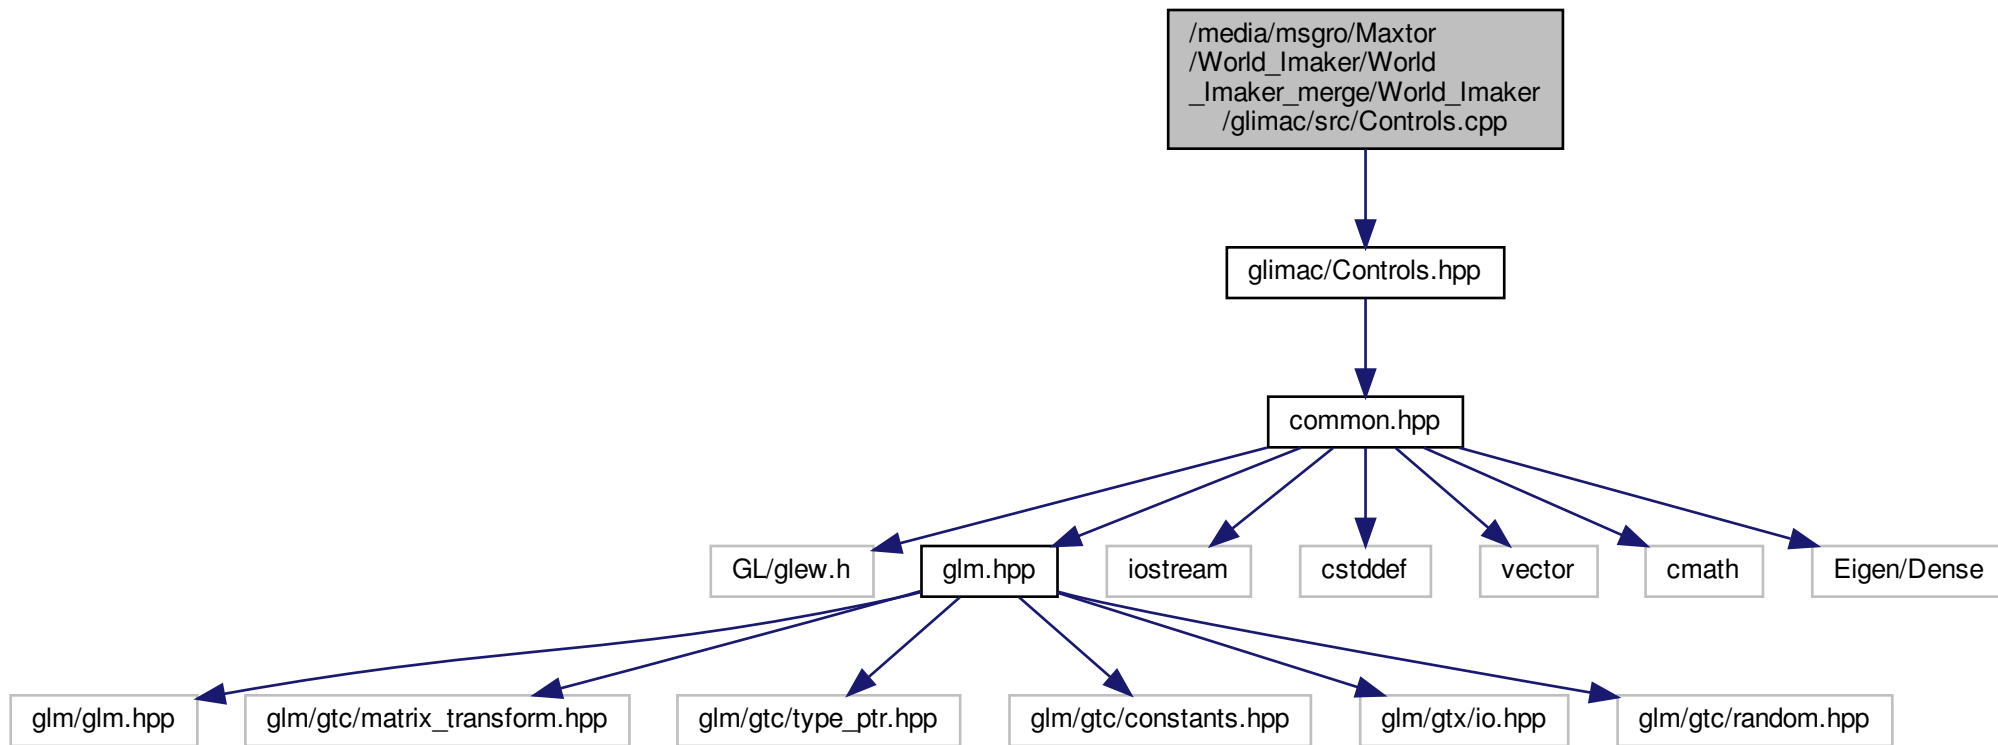 /media/msgro/Maxtor
/World_Imaker/World
_Imaker_merge/World_Imaker
/glimac/src/Controls.cpp
glimac/Controls.hpp
common.hpp
GL/glew.h
glm.hpp
iostream
cstddef
vector
cmath
Eigen/Dense
glm/glm.hpp
glm/gtc/matrix_transform.hpp
glm/gtc/type_ptr.hpp
glm/gtc/constants.hpp
glm/gtx/io.hpp
glm/gtc/random.hpp